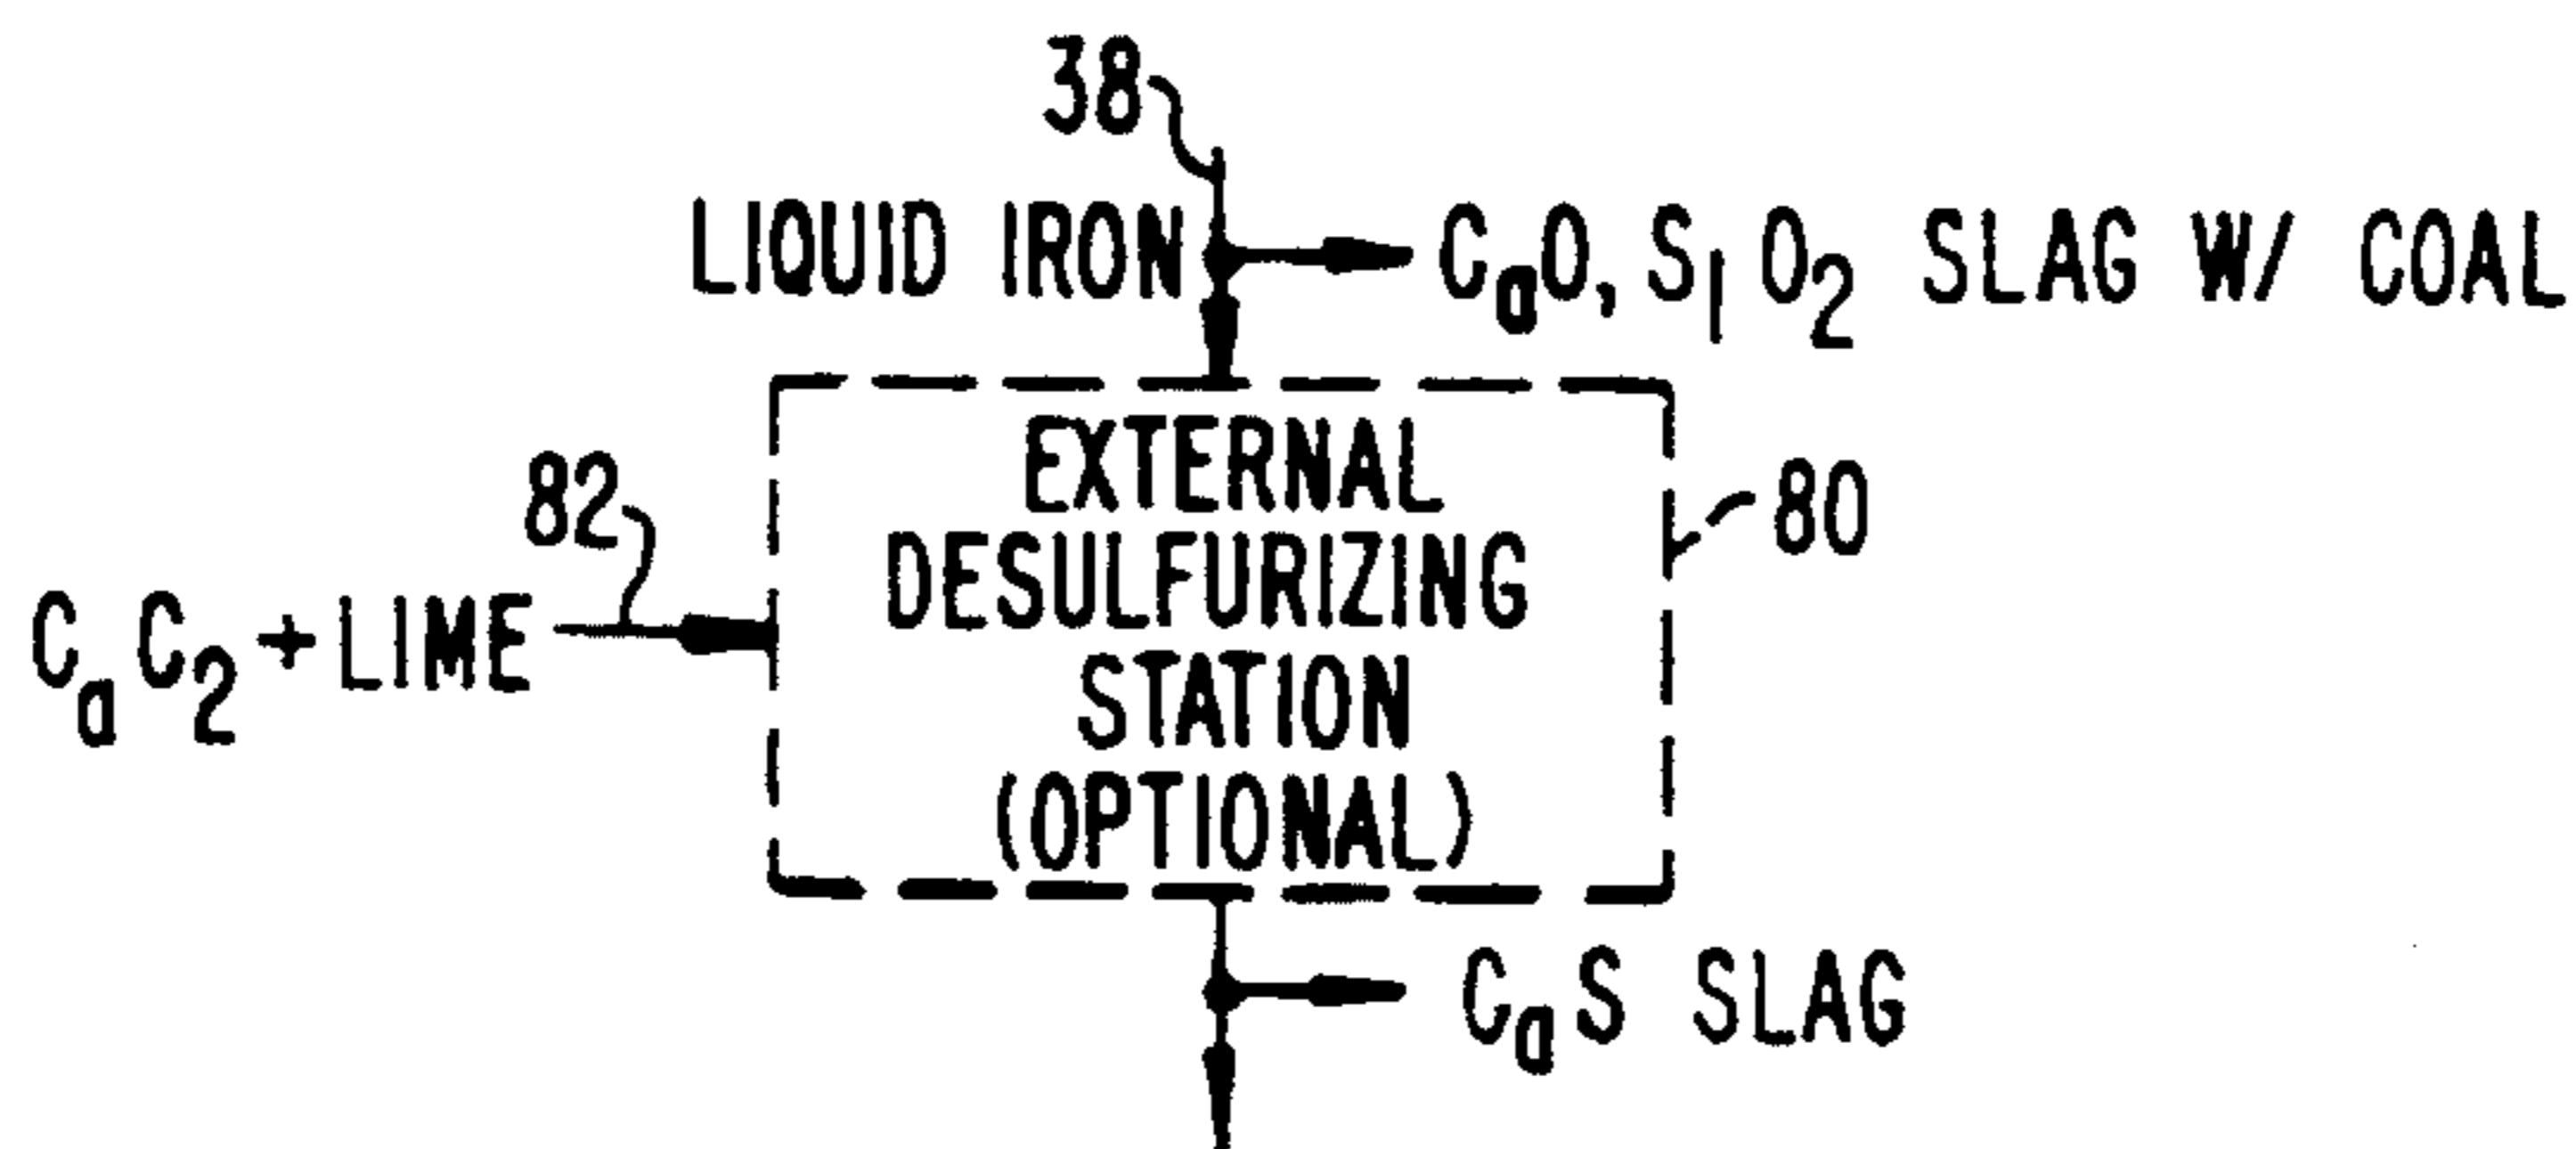 38
LIQUID IRON
CaO, SiO2 SLAG W/ COAL
EXTERNAL
DESULFURIZING
STATION
(OPTIONAL)
82
80
CaC2 + LIME
CaS SLAG